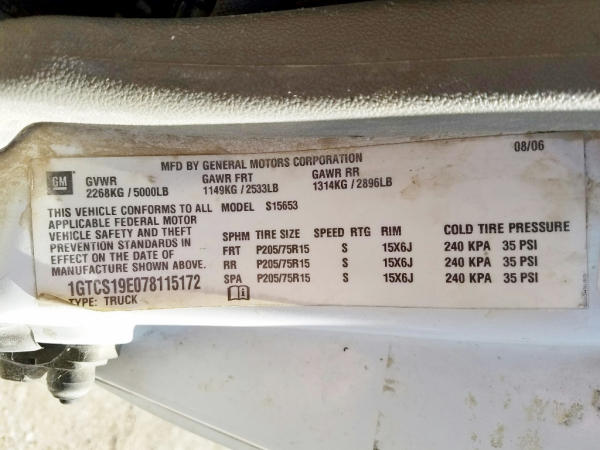 MFD BY GENERAL MOTORS CORPORATION 08/06
GM GVWR GAWR FRT GAWR RR
2268KG / 5000LB 1149KG / 2533LB 1314KG / 2896LB
THIS VEHICLE CONFORMS TO ALL MODEL S15653
APPLICABLE FEDERAL MOTOR
VEHICLE SAFETY AND THEFT
PREVENTION STANDARDS IN
EFFECT ON THE DATE OF
MANUFACTURE SHOWN ABOVE.
1GTCS19E078115172
TYPE: TRUCK
SPHM TIRE SIZE SPEED RTG RIM COLD TIRE PRESSURE
FRT P205/75R15 S 15X6J 240 KPA 35 PSI
RR P205/75R15 S 15X6J 240 KPA 35 PSI
SPA P205/75R15 S 15X6J 240 KPA 35 PSI